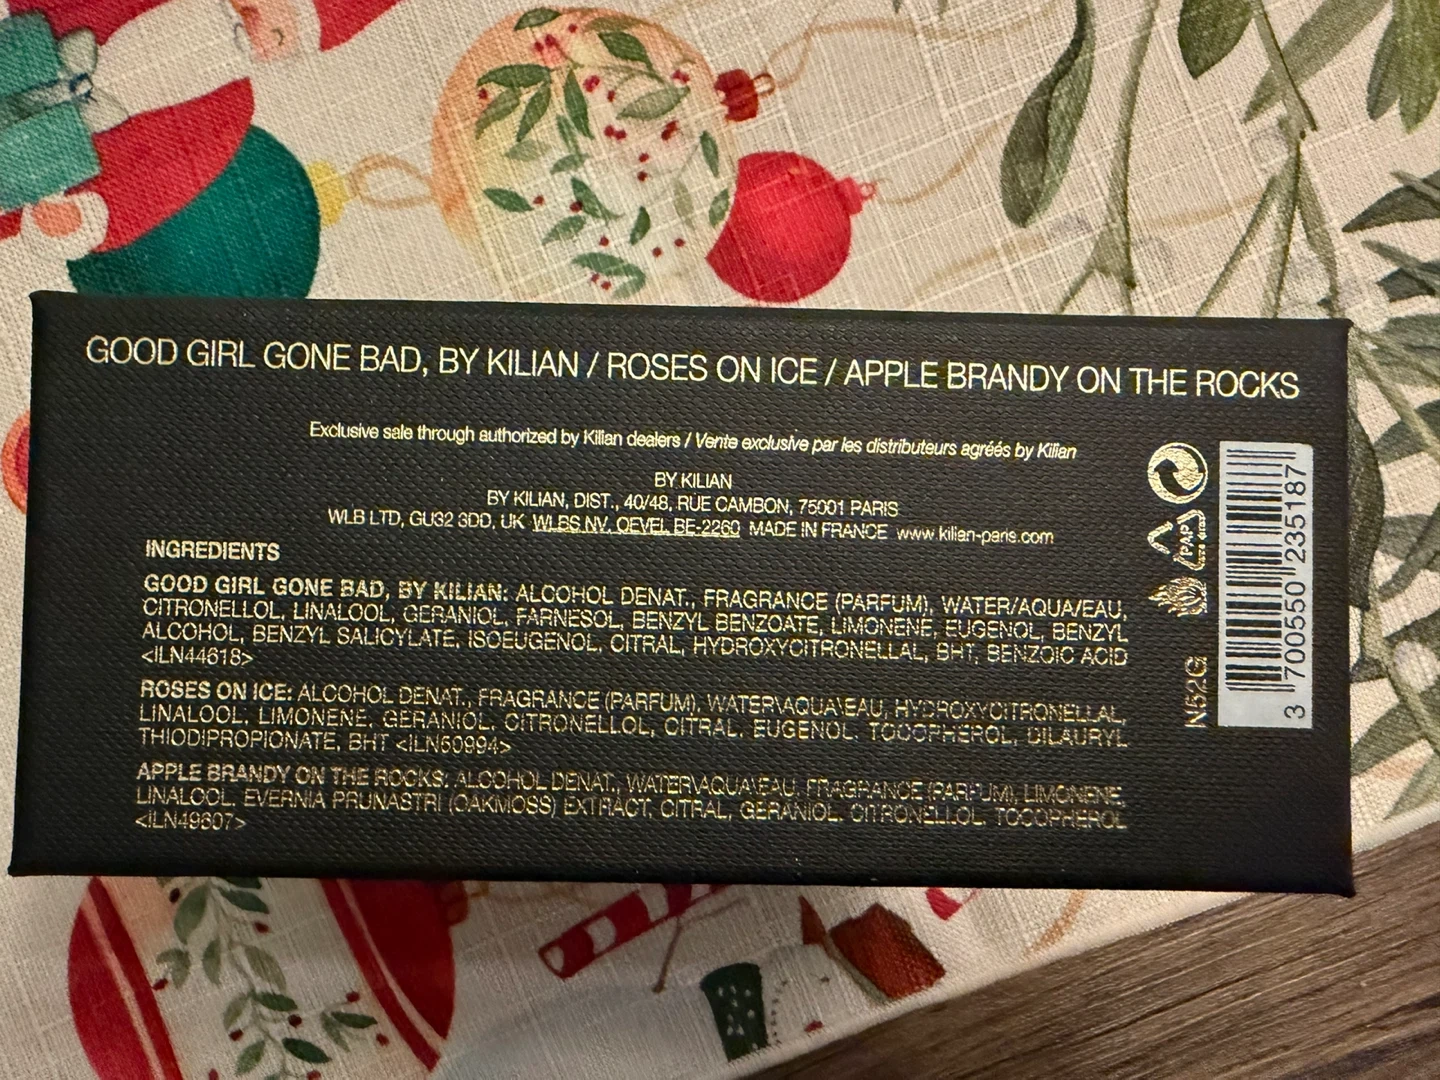 GOOD GIRL GONE BAD, BY KILIAN / ROSES ON ICE / APPLE BRANDY ON THE ROCKS
Exclusive sale through authorized by Kilian dealers / Vente exclusive par les distributeurs agréés by Kilian
BY KILIAN
BY KILIAN, DIST., 40/48, RUE CAMBON, 75001 PARIS
WLB LTD, GU32 3DD, UK WLBS NV, OEVEL BE-2260 MADE IN FRANCE www.kilian-paris.com
INGREDIENTS
GOOD GIRL GONE BAD, BY KILIAN: ALCOHOL DENAT., FRAGRANCE (PARFUM), WATER/AQUA/EAU,
CITRONELLOL, LINALOOL, GERANIOL, FARNESOL, BENZYL BENZOATE, LIMONENE, EUGENOL, BENZYL
ALCOHOL, BENZYL SALICYLATE, ISOEUGENOL, CITRAL, HYDROXYCITRONELLAL, BHT, BENZOIC ACID
<ILN44618>
ROSES ON ICE: ALCOHOL DENAT., FRAGRANCE (PARFUM), WATER\AQUA\EAU, HYDROXYCITRONELLAL,
LINALOOL, LIMONENE, GERANIOL, CITRONELLOL, CITRAL, EUGENOL, TOCOPHEROL, DILAURYL
THIODIPROPIONATE, BHT <ILN50994>
APPLE BRANDY ON THE ROCKS: ALCOHOL DENAT., WATER\AQUA\EAU, FRAGRANCE (PARFUM), LIMONENE,
LINALOOL, EVERNIA PRUNASTRI (OAKMOSS) EXTRACT, CITRAL, GERANIOL, CITRONELLOL, TOCOPHEROL
<ILN49607>
PAP
N52G
3 700550 235187